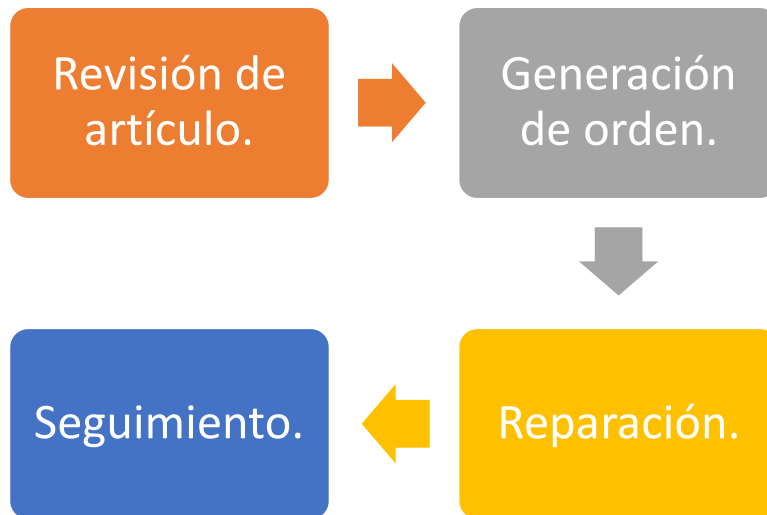 Revisión de
artículo.
Generación
de orden.
Reparación.
Seguimiento.